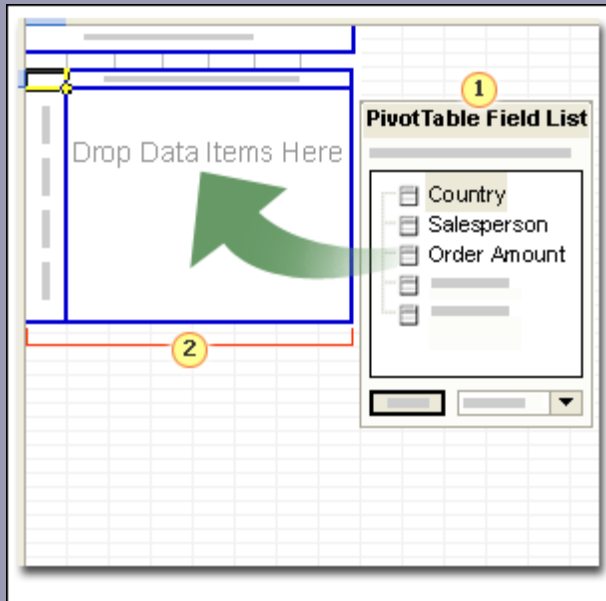 1
PivotTable Field List
Drop Data Items Here
Country
Salesperson
Order Amount
2